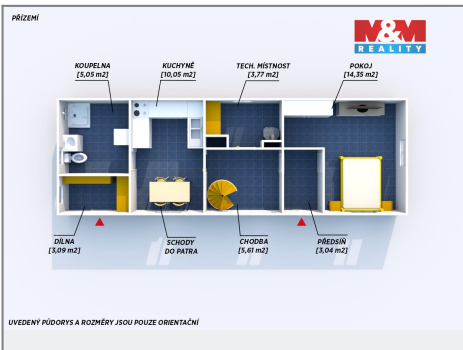 PŘÍZEMÍ
M&M
REALITY
KOUPELNA
[5,05 m2]
KUCHYNĚ
[10,05 m2]
TECH. MÍSTNOST
[3,77 m2]
POKOJ
[14,35 m2]
DÍLNA
[3,09 m2]
SCHODY
DO PATRA
CHODBA
[5,61 m2]
PŘEDSÍŇ
[3,04 m2]
UVEDENÝ PŮDORYS A ROZMĚRY JSOU POUZE ORIENTAČNÍ